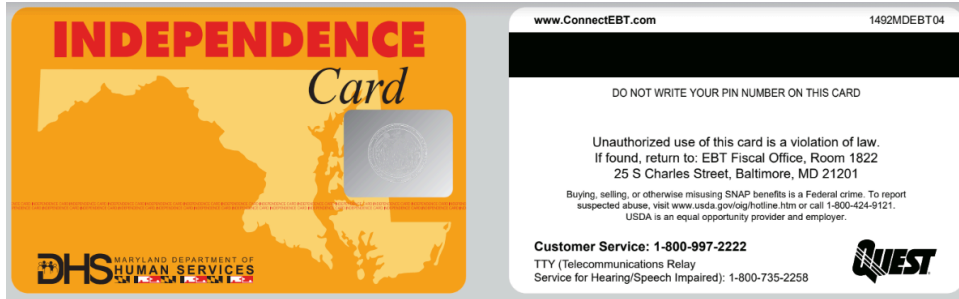 INDEPENDENCE
Card
MARYLAND DEPARTMENT OF
DHS HUMAN SERVICES
www.ConnectEBT.com 1492MDEBT04
DO NOT WRITE YOUR PIN NUMBER ON THIS CARD
Unauthorized use of this card is a violation of law.
If found, return to: EBT Fiscal Office, Room 1822
25 S Charles Street, Baltimore, MD 21201
Buying, selling, or otherwise misusing SNAP benefits is a Federal crime. To report
suspected abuse, visit www.usda.gov/oig/hotline.htm or call 1-800-424-9121.
USDA is an equal opportunity provider and employer.
Customer Service: 1-800-997-2222
TTY (Telecommunications Relay
Service for Hearing/Speech Impaired): 1-800-735-2258
QUEST